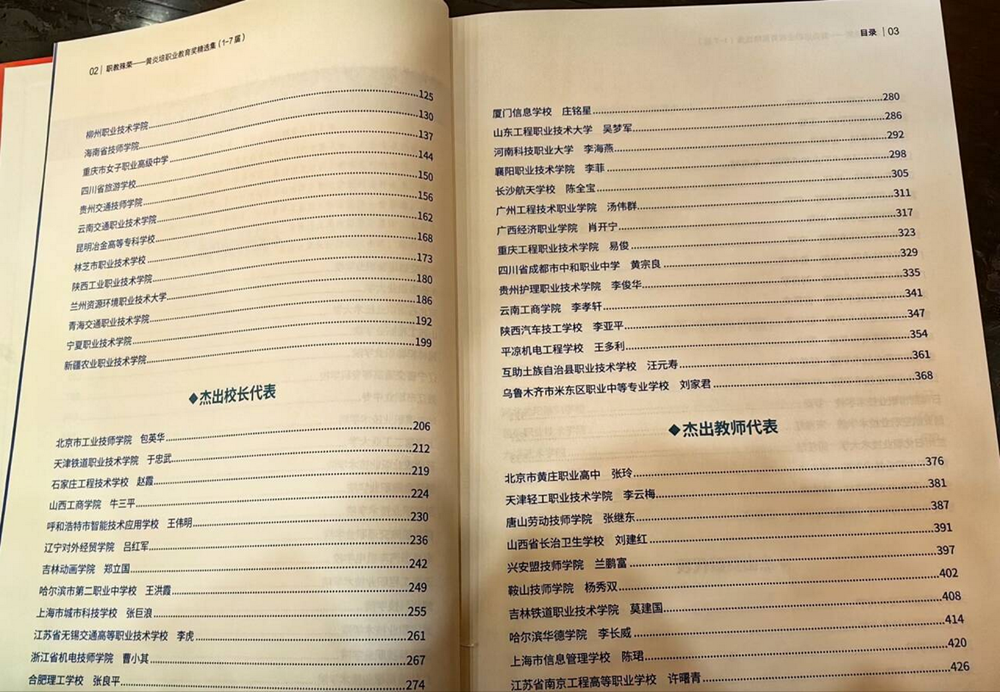 02 | 职教殊荣——黄炎培职业教育奖精选集(1-7届)
柳州职业技术学院 125
海南省技师学院 130
重庆市女子职业高级中学 137
四川省旅游学校 144
贵州交通技师学院 150
云南交通职业技术学院 156
昆明冶金高等专科学校 162
林芝市职业技术学校 168
陕西工业职业技术学院 173
兰州资源环境职业技术大学 180
青海交通职业技术学院 186
宁夏职业技术学院 192
新疆农业职业技术学院 199
◆杰出校长代表
北京市工业技师学院 包英华 206
天津铁道职业技术学院 于忠武 212
石家庄工程技术学校 赵霞 219
山西工商学院 牛三平 224
呼和浩特市智能技术应用学校 王伟明 230
辽宁对外经贸学院 吕红军 236
吉林动画学院 郑立国 242
哈尔滨市第二职业中学校 王洪霞 249
上海市城市科技学校 张巨浪 255
江苏省无锡交通高等职业技术学校 李虎 261
浙江省机电技师学院 曹小其 267
合肥理工学校 张良平 274
目录 | 03
厦门信息学校 庄铭星 280
山东工程职业技术大学 吴梦军 286
河南科技职业大学 李海燕 292
襄阳职业技术学院 李菲 298
长沙航天学校 陈全宝 305
广州工程技术职业学院 汤伟群 311
广西经济职业学院 肖开宁 317
重庆工程职业技术学院 易俊 323
四川省成都市中和职业中学 黄宗良 329
贵州护理职业技术学院 李俊华 335
云南工商学院 李孝轩 341
陕西汽车技工学校 李亚平 347
平凉机电工程学校 王多利 354
互助土族自治县职业技术学校 汪元寿 361
乌鲁木齐市米东区职业中等专业学校 刘家君 368
◆杰出教师代表
北京市黄庄职业高中 张玲 376
天津轻工职业技术学院 李云梅 381
唐山劳动技师学院 张继东 387
山西省长治卫生学校 刘建红 391
兴安盟技师学院 兰鹏富 397
鞍山技师学院 杨秀双 402
吉林铁道职业技术学院 莫建国 408
哈尔滨华德学院 李长威 414
上海市信息管理学校 陈珺 420
江苏省南京工程高等职业学校 许曙青 426